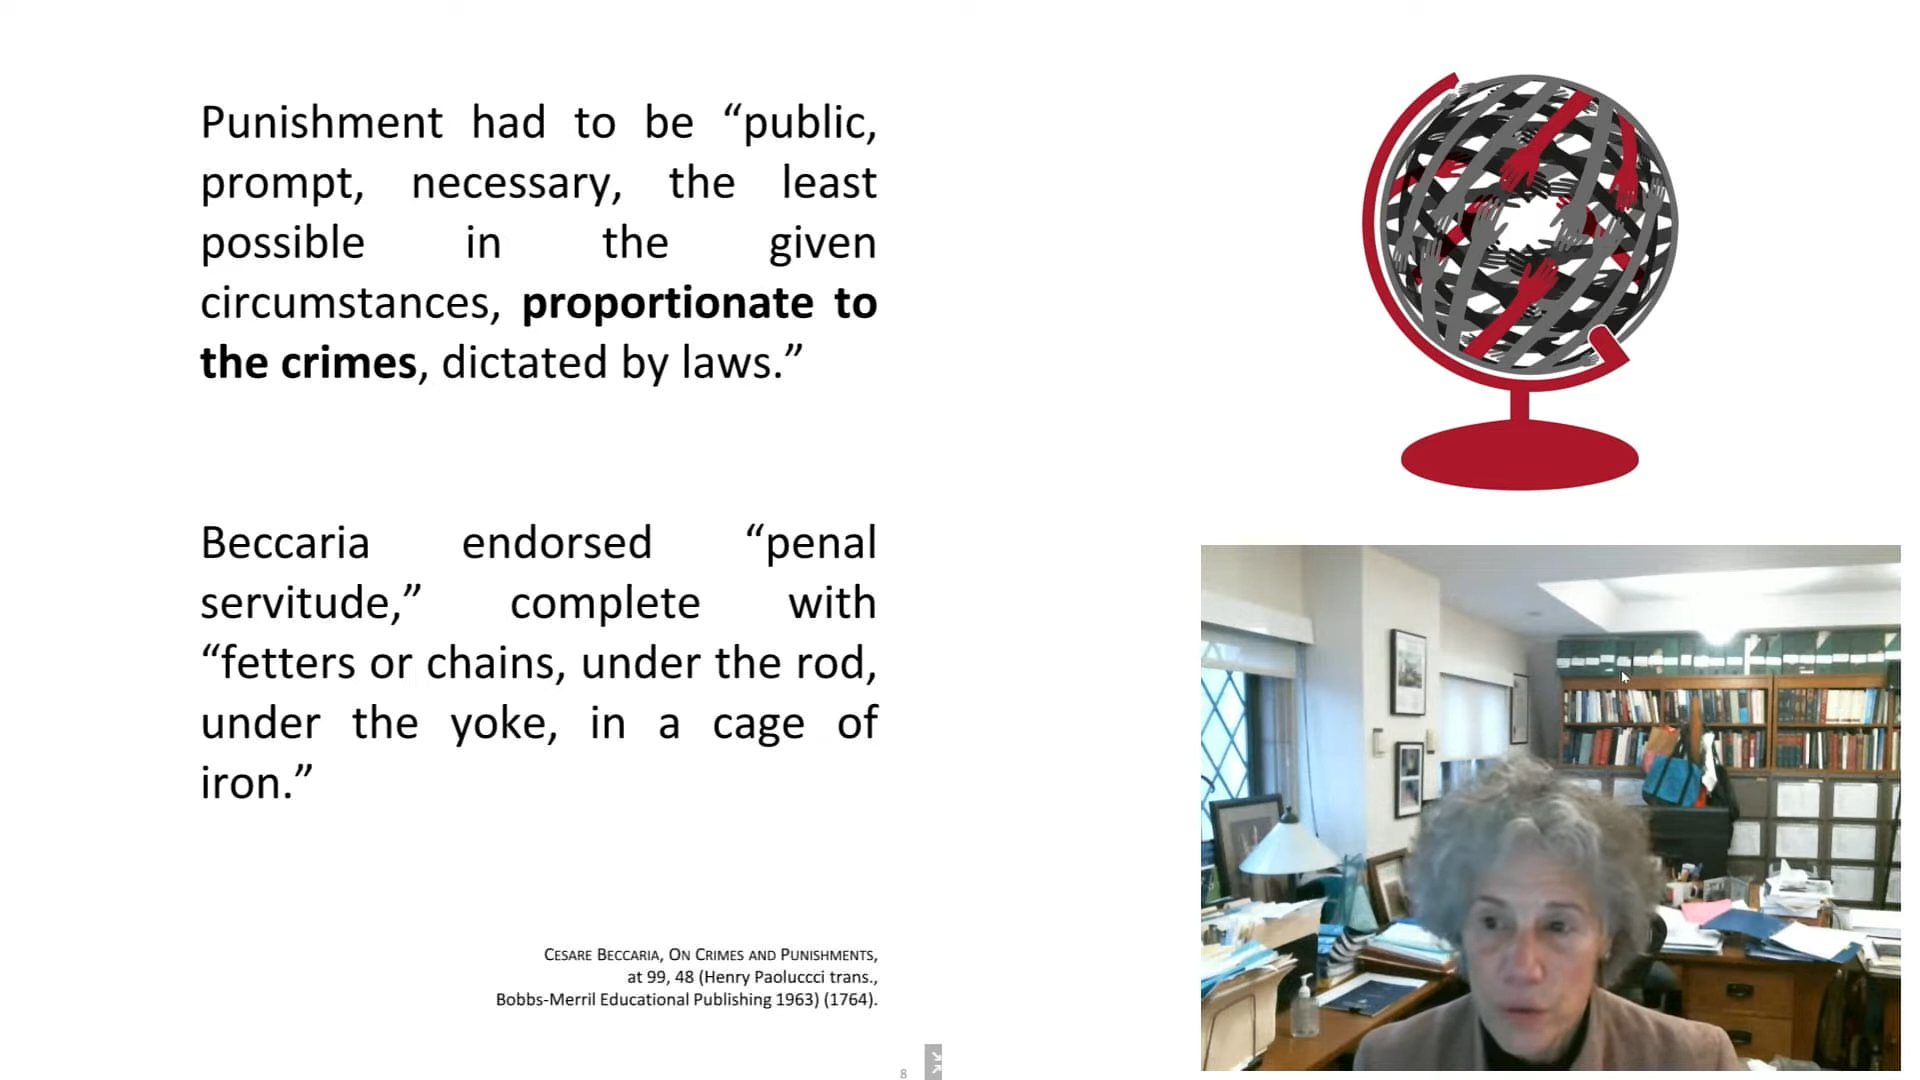 Punishment had to be “public,
prompt, necessary, the least
possible in the given
circumstances, proportionate to
the crimes, dictated by laws.”
Beccaria endorsed “penal
servitude,” complete with
“fetters or chains, under the rod,
under the yoke, in a cage of
iron.”
CESARE BECCARIA, ON CRIMES AND PUNISHMENTS,
at 99, 48 (Henry Paoluccci trans.,
Bobbs-Merril Educational Publishing 1963) (1764).
8